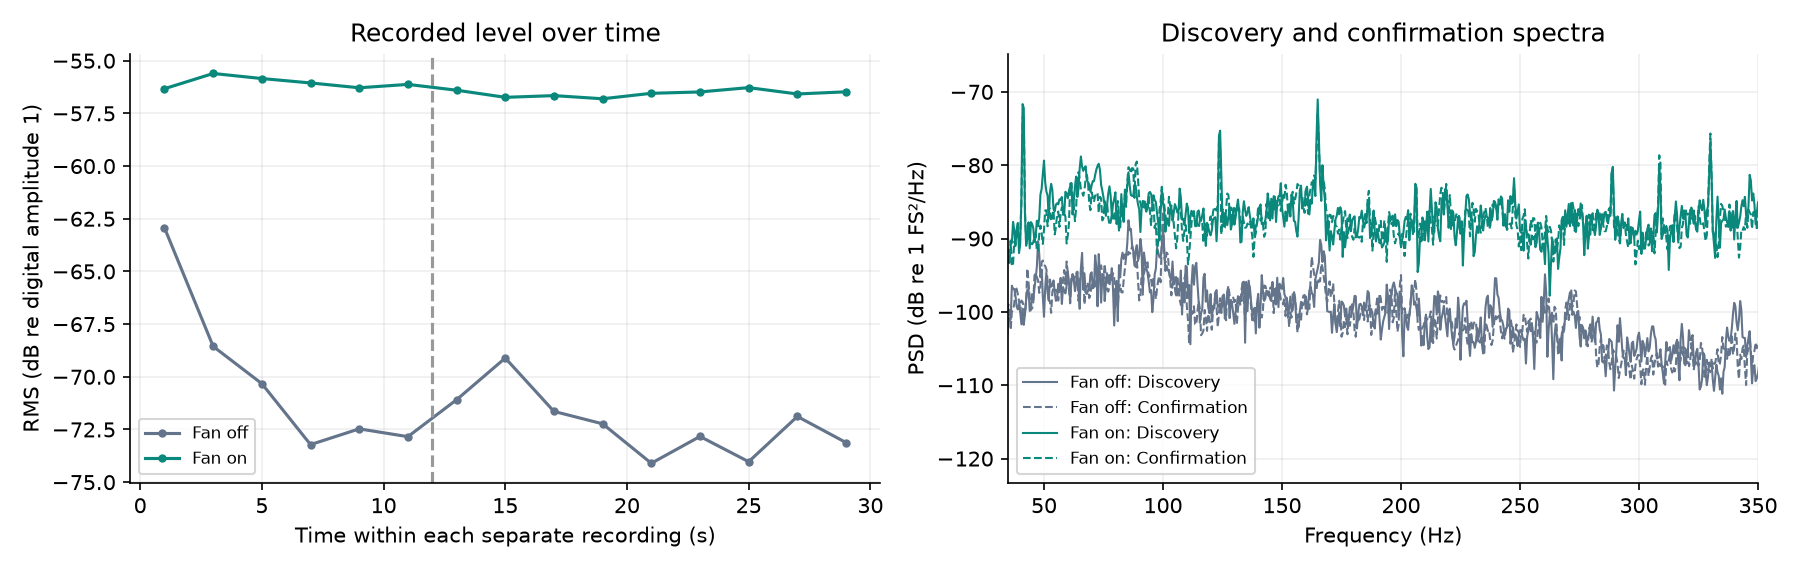 Recorded level over time
RMS (dB re digital amplitude 1)
−55.0
−57.5
−60.0
−62.5
−65.0
−67.5
−70.0
−72.5
−75.0
Fan off
Fan on
0
5
10
15
20
25
30
Time within each separate recording (s)
Discovery and confirmation spectra
PSD (dB re 1 FS²/Hz)
−70
−80
−90
−100
−110
−120
Fan off: Discovery
Fan off: Confirmation
Fan on: Discovery
Fan on: Confirmation
50
100
150
200
250
300
350
Frequency (Hz)